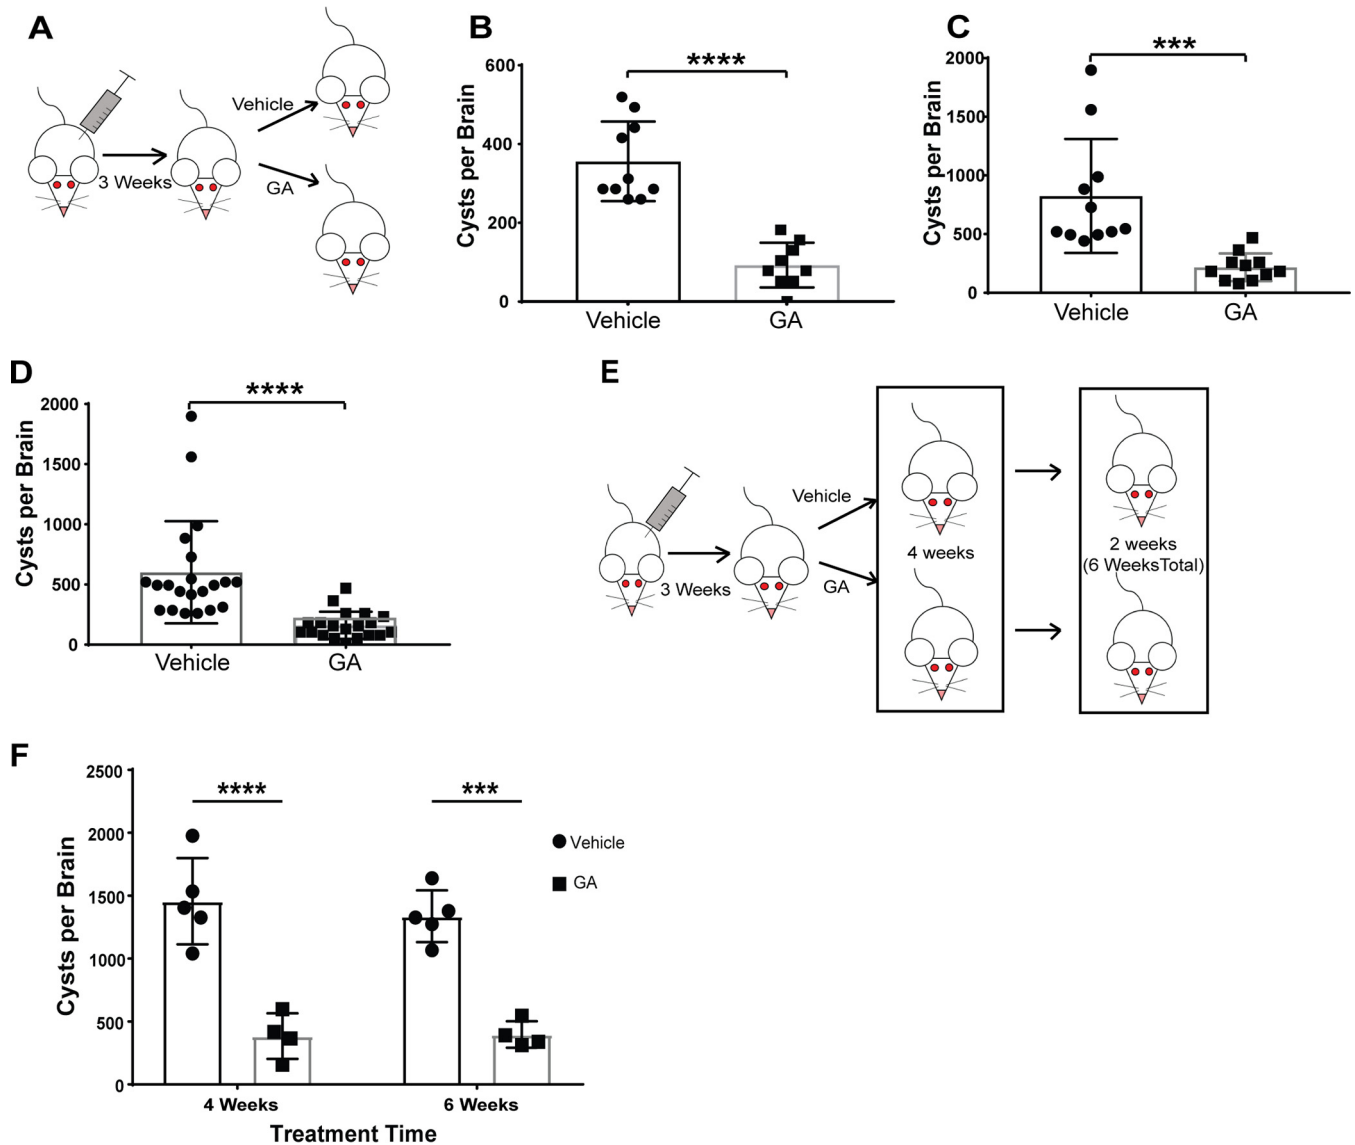 A
3 Weeks
Vehicle
GA
B
Cysts per Brain
600
400
200
0
****
Vehicle
GA
C
Cysts per Brain
2000
1500
1000
500
0
***
Vehicle
GA
D
Cysts per Brain
2000
1500
1000
500
0
****
Vehicle
GA
E
3 Weeks
Vehicle
GA
4 weeks
2 weeks
(6 WeeksTotal)
F
Cysts per Brain
2500
2000
1500
1000
500
0
****
***
Vehicle
GA
4 Weeks
6 Weeks
Treatment Time